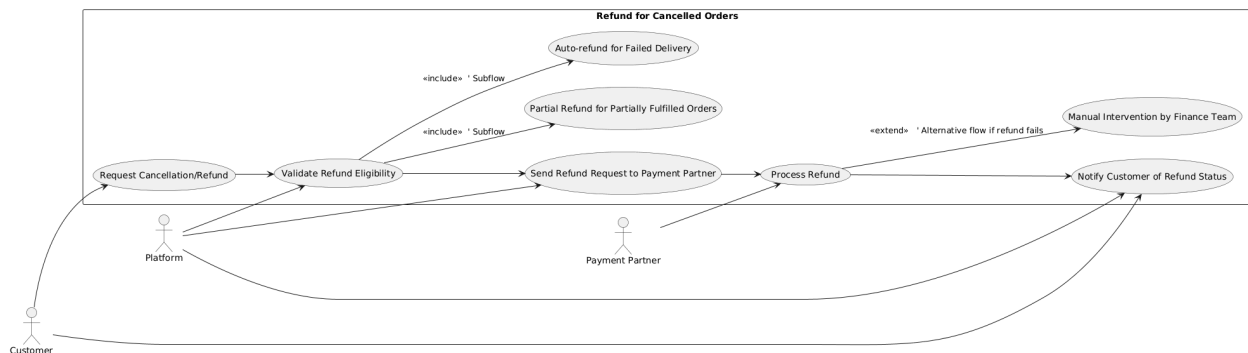 Refund for Cancelled Orders
Auto-refund for Failed Delivery
«include» ' Subflow
Partial Refund for Partially Fulfilled Orders
«include» ' Subflow
Manual Intervention by Finance Team
«extend» ' Alternative flow if refund fails
Request Cancellation/Refund
Validate Refund Eligibility
Send Refund Request to Payment Partner
Process Refund
Notify Customer of Refund Status
Platform
Payment Partner
Customer